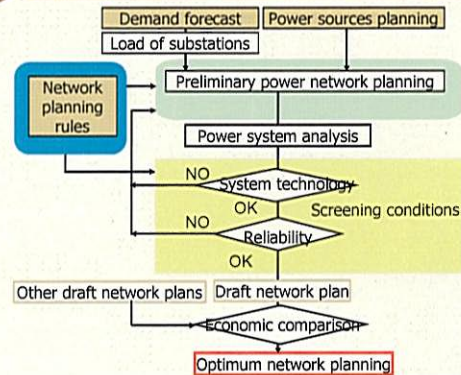 Demand forecast
Power sources planning
Load of substations
Preliminary power network planning
Network
planning
rules
Power system analysis
NO
System technology
OK
Screening conditions
NO
Reliability
OK
Other draft network plans
Draft network plan
Economic comparison
Optimum network planning